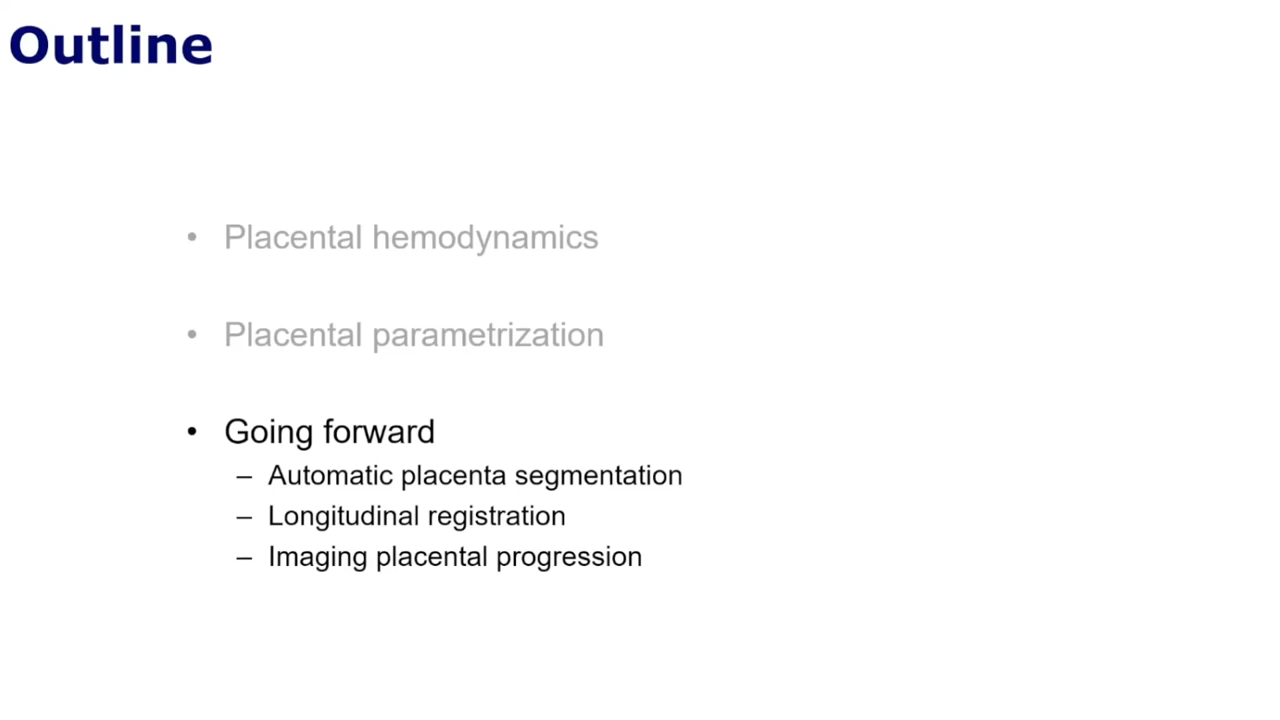 Outline
• Placental hemodynamics
• Placental parametrization
• Going forward
– Automatic placenta segmentation
– Longitudinal registration
– Imaging placental progression